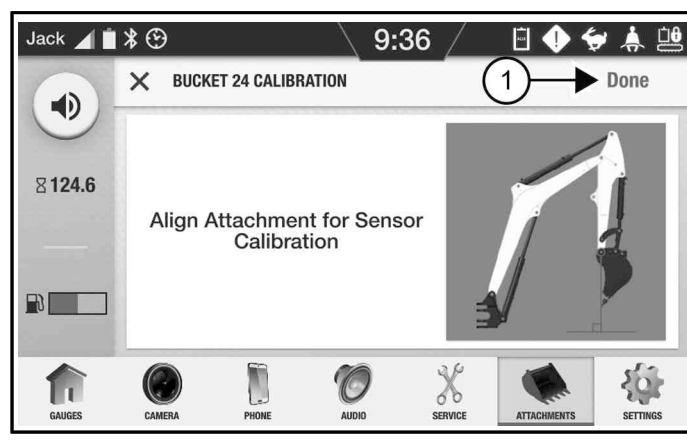 Jack 9:36
BUCKET 24 CALIBRATION 1 Done
124.6
Align Attachment for Sensor
Calibration
GAUGES CAMERA PHONE AUDIO SERVICE ATTACHMENTS SETTINGS